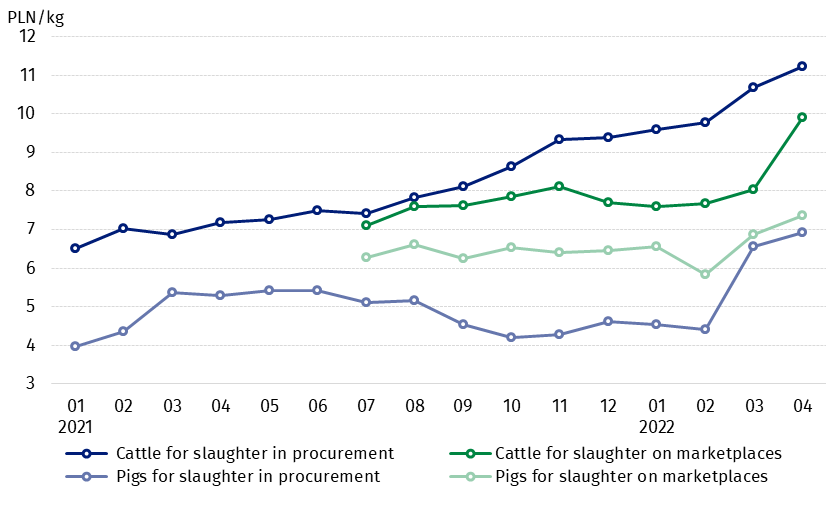 PLN/kg
12
11
10
9
8
7
6
5
4
3
01 02 03 04 05 06 07 08 09 10 11 12 01 02 03 04
2021 2022
Cattle for slaughter in procurement Cattle for slaughter on marketplaces
Pigs for slaughter in procurement Pigs for slaughter on marketplaces